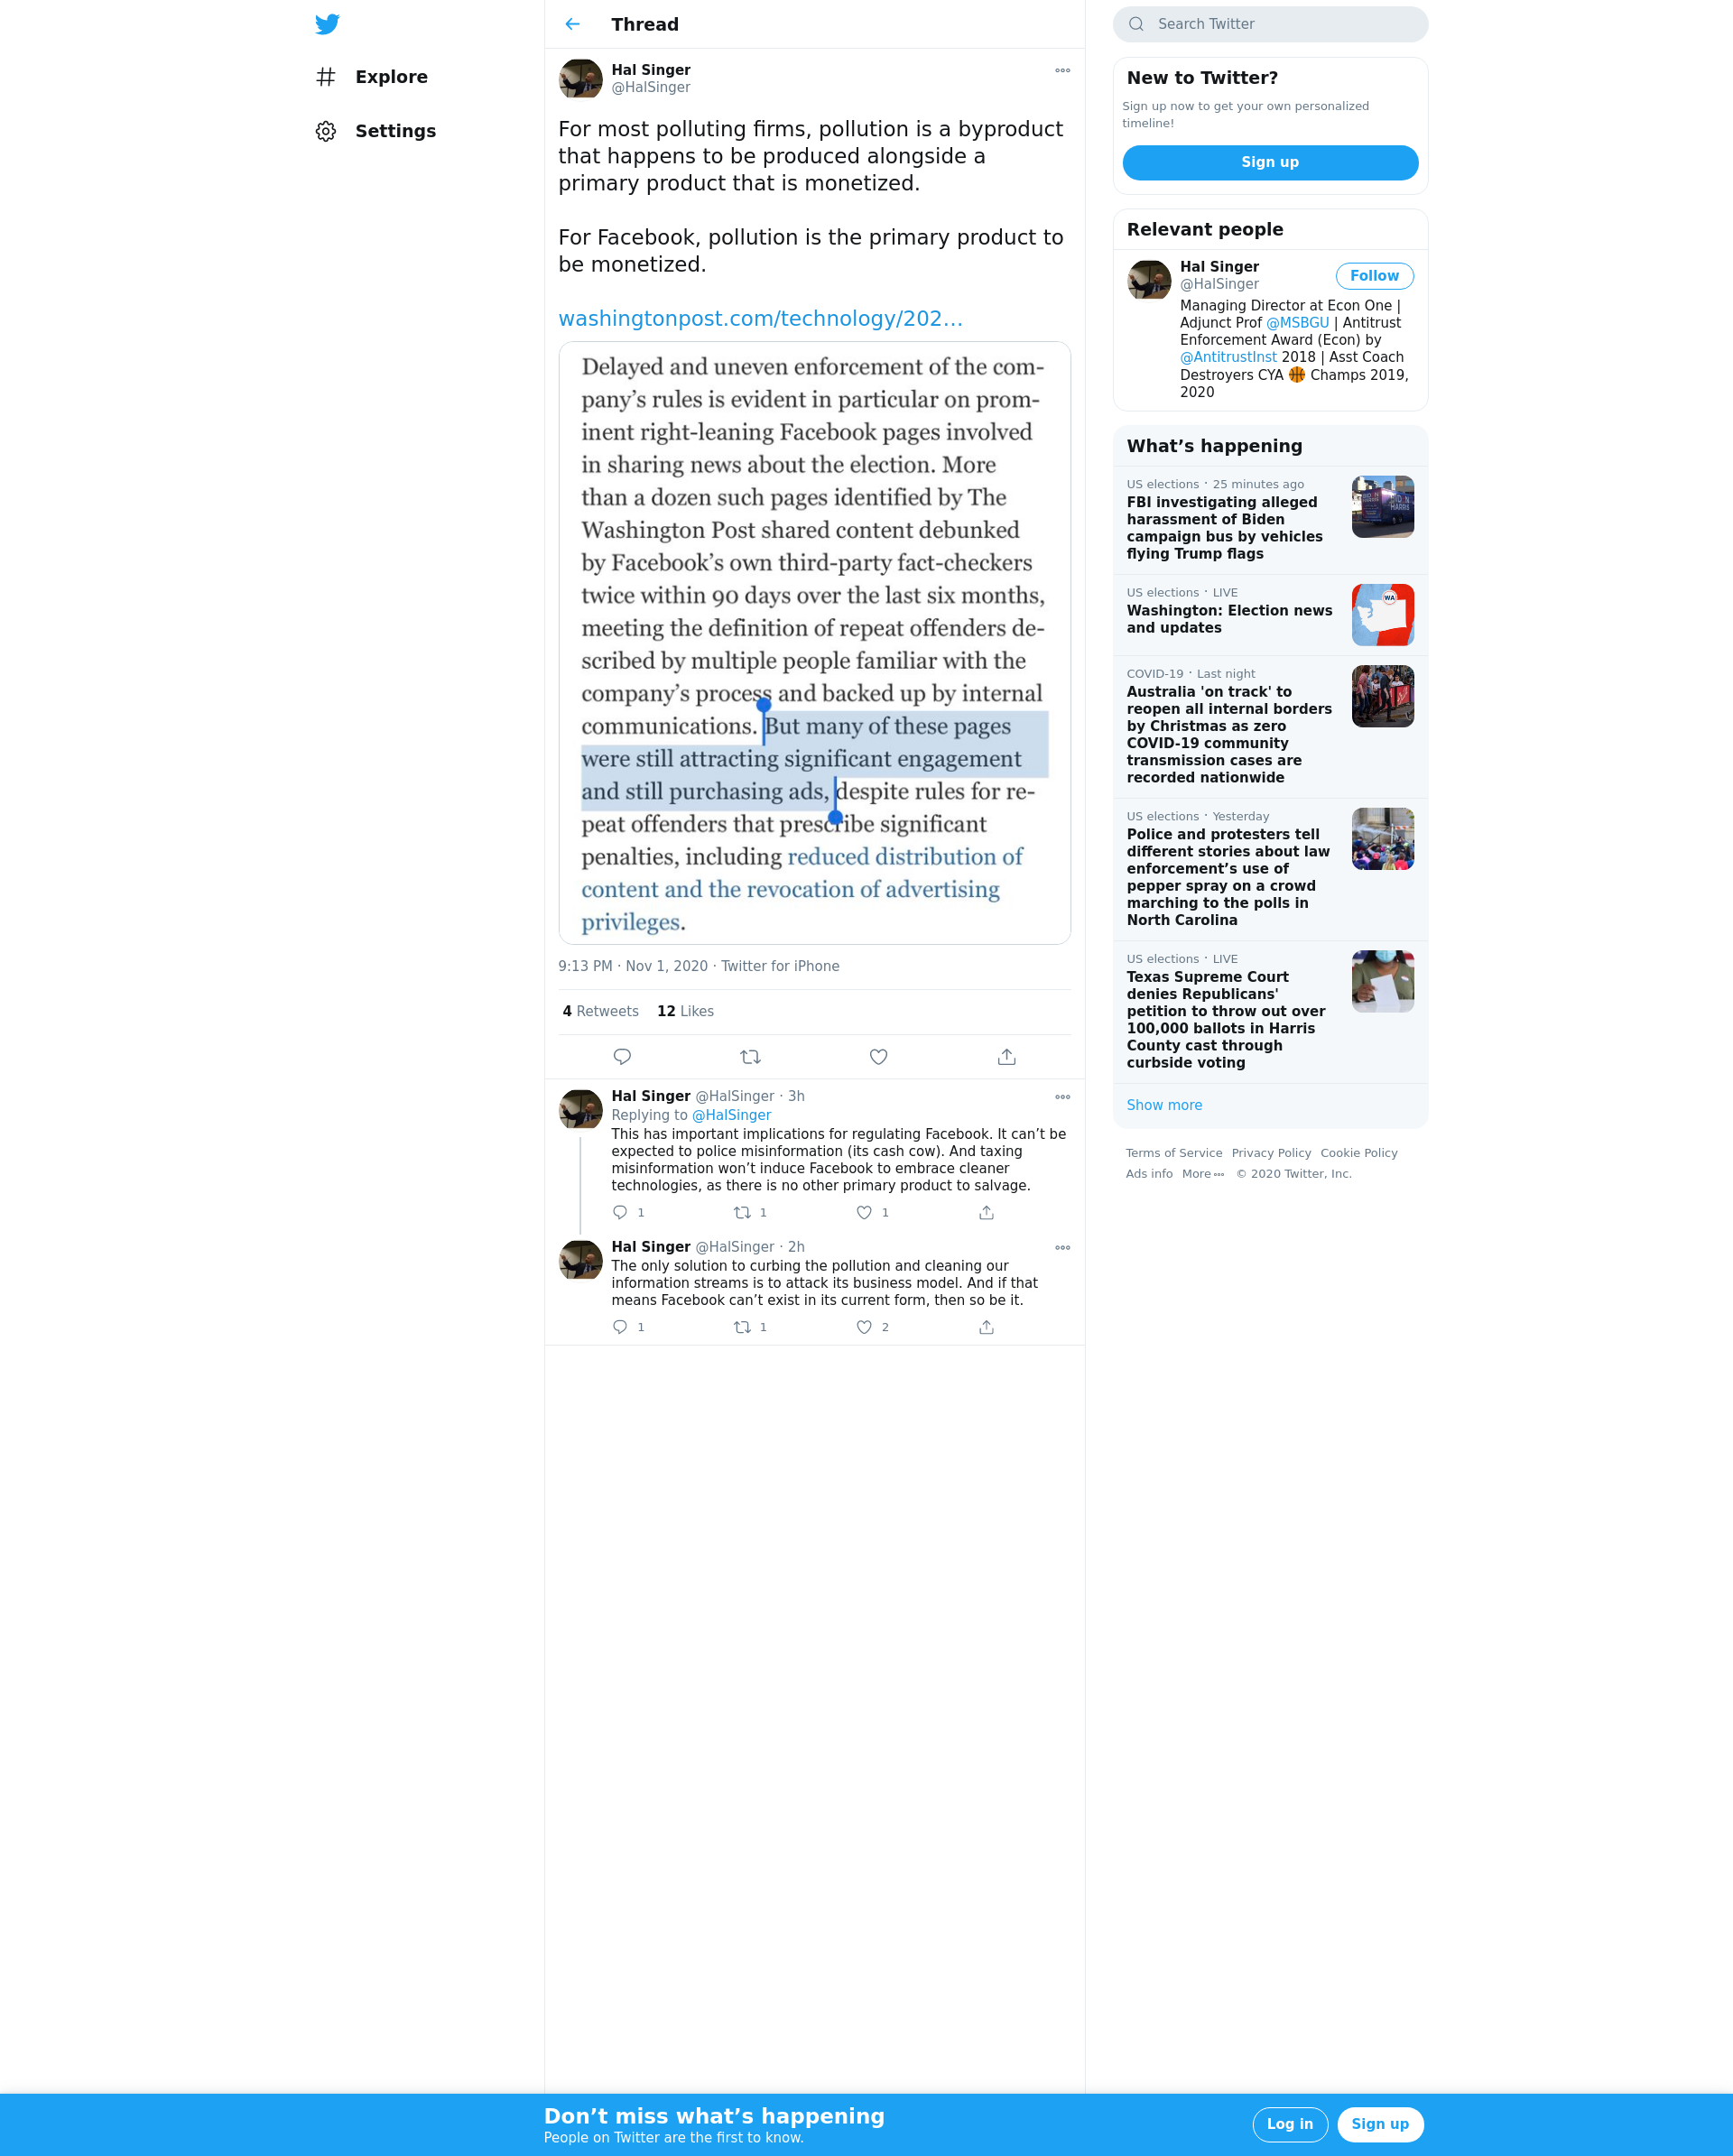 Explore
Settings
Thread
Hal Singer
@HalSinger
For most polluting firms, pollution is a byproduct
that happens to be produced alongside a
primary product that is monetized.
For Facebook, pollution is the primary product to
be monetized.
washingtonpost.com/technology/202…
Delayed and uneven enforcement of the com-
pany’s rules is evident in particular on prom-
inent right-leaning Facebook pages involved
in sharing news about the election. More
than a dozen such pages identified by The
Washington Post shared content debunked
by Facebook’s own third-party fact-checkers
twice within 90 days over the last six months,
meeting the definition of repeat offenders de-
scribed by multiple people familiar with the
company’s process and backed up by internal
communications. But many of these pages
were still attracting significant engagement
and still purchasing ads, despite rules for re-
peat offenders that prescribe significant
penalties, including reduced distribution of
content and the revocation of advertising
privileges.
9:13 PM · Nov 1, 2020 · Twitter for iPhone
4 Retweets 12 Likes
Hal Singer @HalSinger · 3h
Replying to @HalSinger
This has important implications for regulating Facebook. It can’t be
expected to police misinformation (its cash cow). And taxing
misinformation won’t induce Facebook to embrace cleaner
technologies, as there is no other primary product to salvage.
1 1 1
Hal Singer @HalSinger · 2h
The only solution to curbing the pollution and cleaning our
information streams is to attack its business model. And if that
means Facebook can’t exist in its current form, then so be it.
1 1 2
Search Twitter
New to Twitter?
Sign up now to get your own personalized
timeline!
Sign up
Relevant people
Hal Singer
@HalSinger
Follow
Managing Director at Econ One |
Adjunct Prof @MSBGU | Antitrust
Enforcement Award (Econ) by
@AntitrustInst 2018 | Asst Coach
Destroyers CYA 🏀 Champs 2019,
2020
What’s happening
US elections · 25 minutes ago
FBI investigating alleged
harassment of Biden
campaign bus by vehicles
flying Trump flags
US elections · LIVE
Washington: Election news
and updates
WA
COVID-19 · Last night
Australia 'on track' to
reopen all internal borders
by Christmas as zero
COVID-19 community
transmission cases are
recorded nationwide
US elections · Yesterday
Police and protesters tell
different stories about law
enforcement’s use of
pepper spray on a crowd
marching to the polls in
North Carolina
US elections · LIVE
Texas Supreme Court
denies Republicans'
petition to throw out over
100,000 ballots in Harris
County cast through
curbside voting
Show more
Terms of Service Privacy Policy Cookie Policy
Ads info More © 2020 Twitter, Inc.
Don’t miss what’s happening
People on Twitter are the first to know.
Log in
Sign up